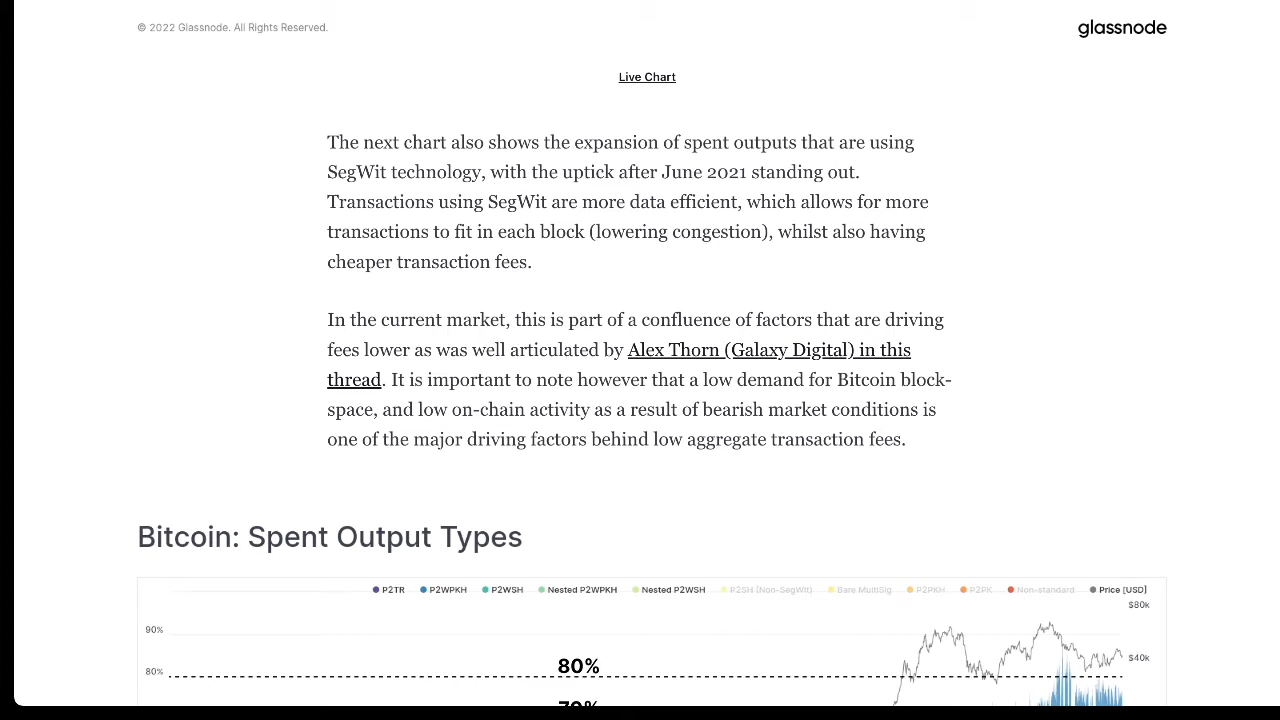 © 2022 Glassnode. All Rights Reserved.
glassnode
Live Chart
The next chart also shows the expansion of spent outputs that are using
SegWit technology, with the uptick after June 2021 standing out.
Transactions using SegWit are more data efficient, which allows for more
transactions to fit in each block (lowering congestion), whilst also having
cheaper transaction fees.
In the current market, this is part of a confluence of factors that are driving
fees lower as was well articulated by Alex Thorn (Galaxy Digital) in this
thread. It is important to note however that a low demand for Bitcoin block-
space, and low on-chain activity as a result of bearish market conditions is
one of the major driving factors behind low aggregate transaction fees.
Bitcoin: Spent Output Types
P2TR P2WPKH P2WSH Nested P2WPKH Nested P2WSH P2SH (Non-SegWit) Bare MultiSig P2PKH P2PK Non-standard Price [USD]
$80k
90%
80% 80% $40k
70%